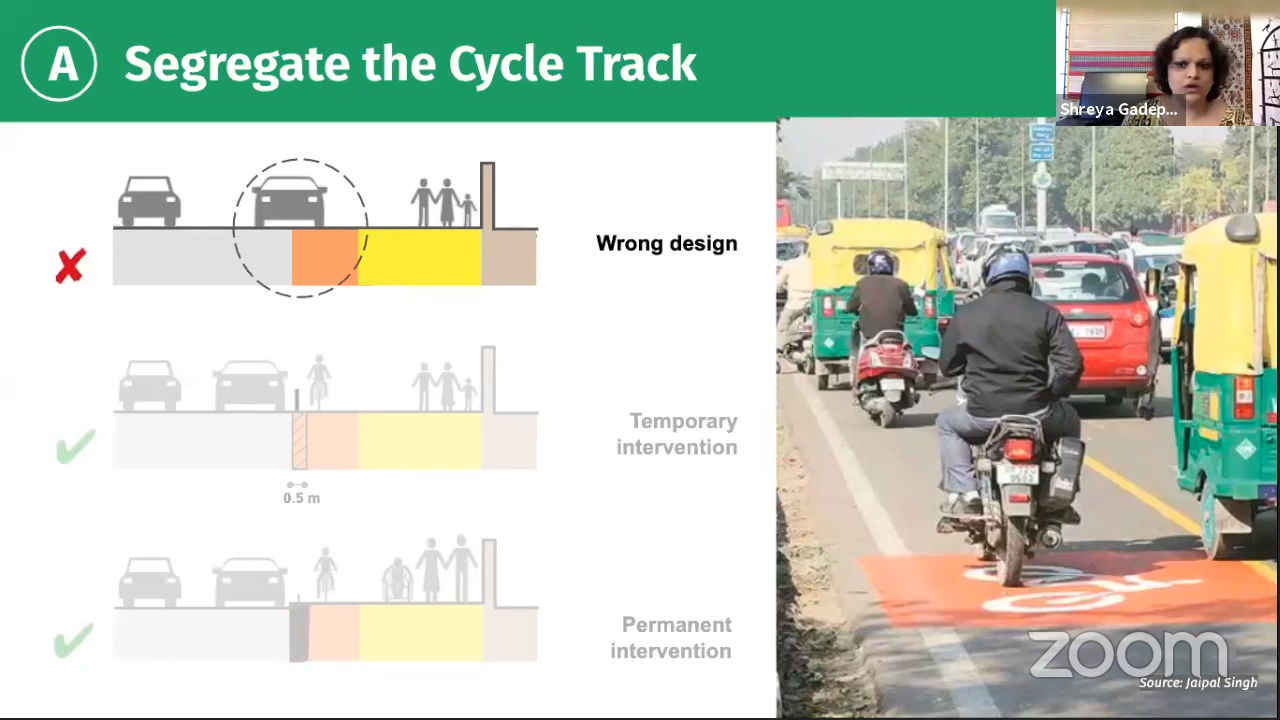 A
Segregate the Cycle Track
Shreya Gadep...
Wrong design
Temporary
intervention
0.5 m
Permanent
intervention
zoom
Source: Jaipal Singh